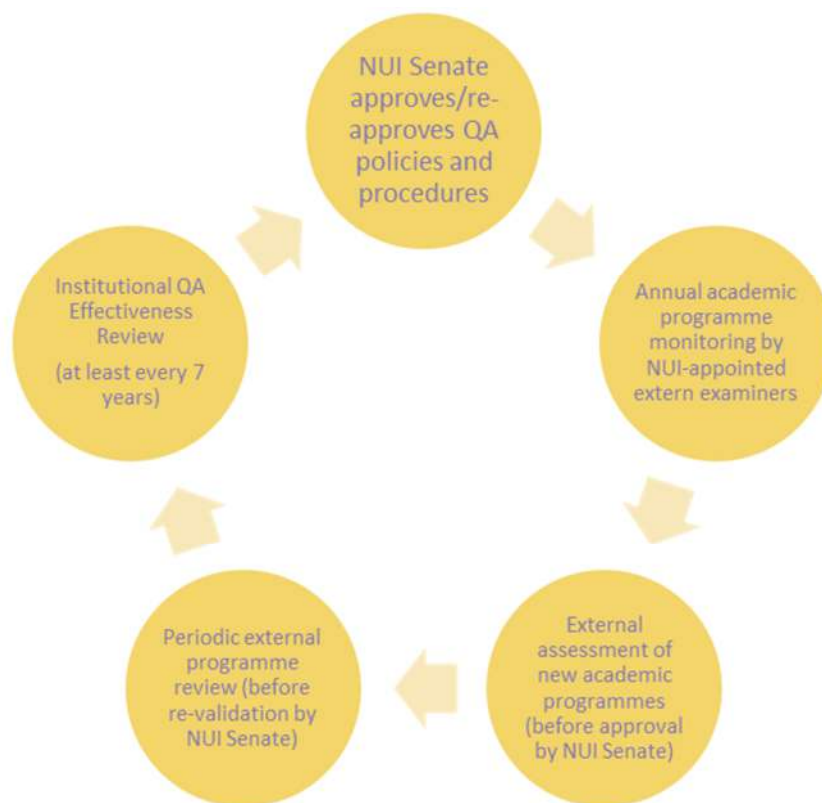 NUI Senate
approves/re-
approves QA
policies and
procedures
Annual academic
programme
monitoring by
NUI-appointed
extern examiners
External
assessment of
new academic
programmes
(before approval
by NUI Senate)
Periodic external
programme
review (before
re-validation by
NUI Senate)
Institutional QA
Effectiveness
Review
(at least every 7
years)